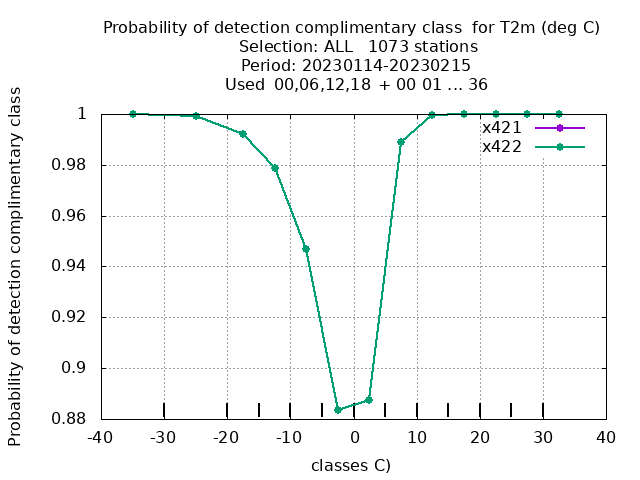 Probability of detection complimentary class  for T2m (deg C)
Selection: ALL   1073 stations
Period: 20230114-20230215
Used  00,06,12,18  + 00 01 ... 36
Probability of detection complimentary class
x421
x422
1
0.98
0.96
0.94
0.92
0.9
0.88
-40 -30 -20 -10 0 10 20 30 40
classes C)